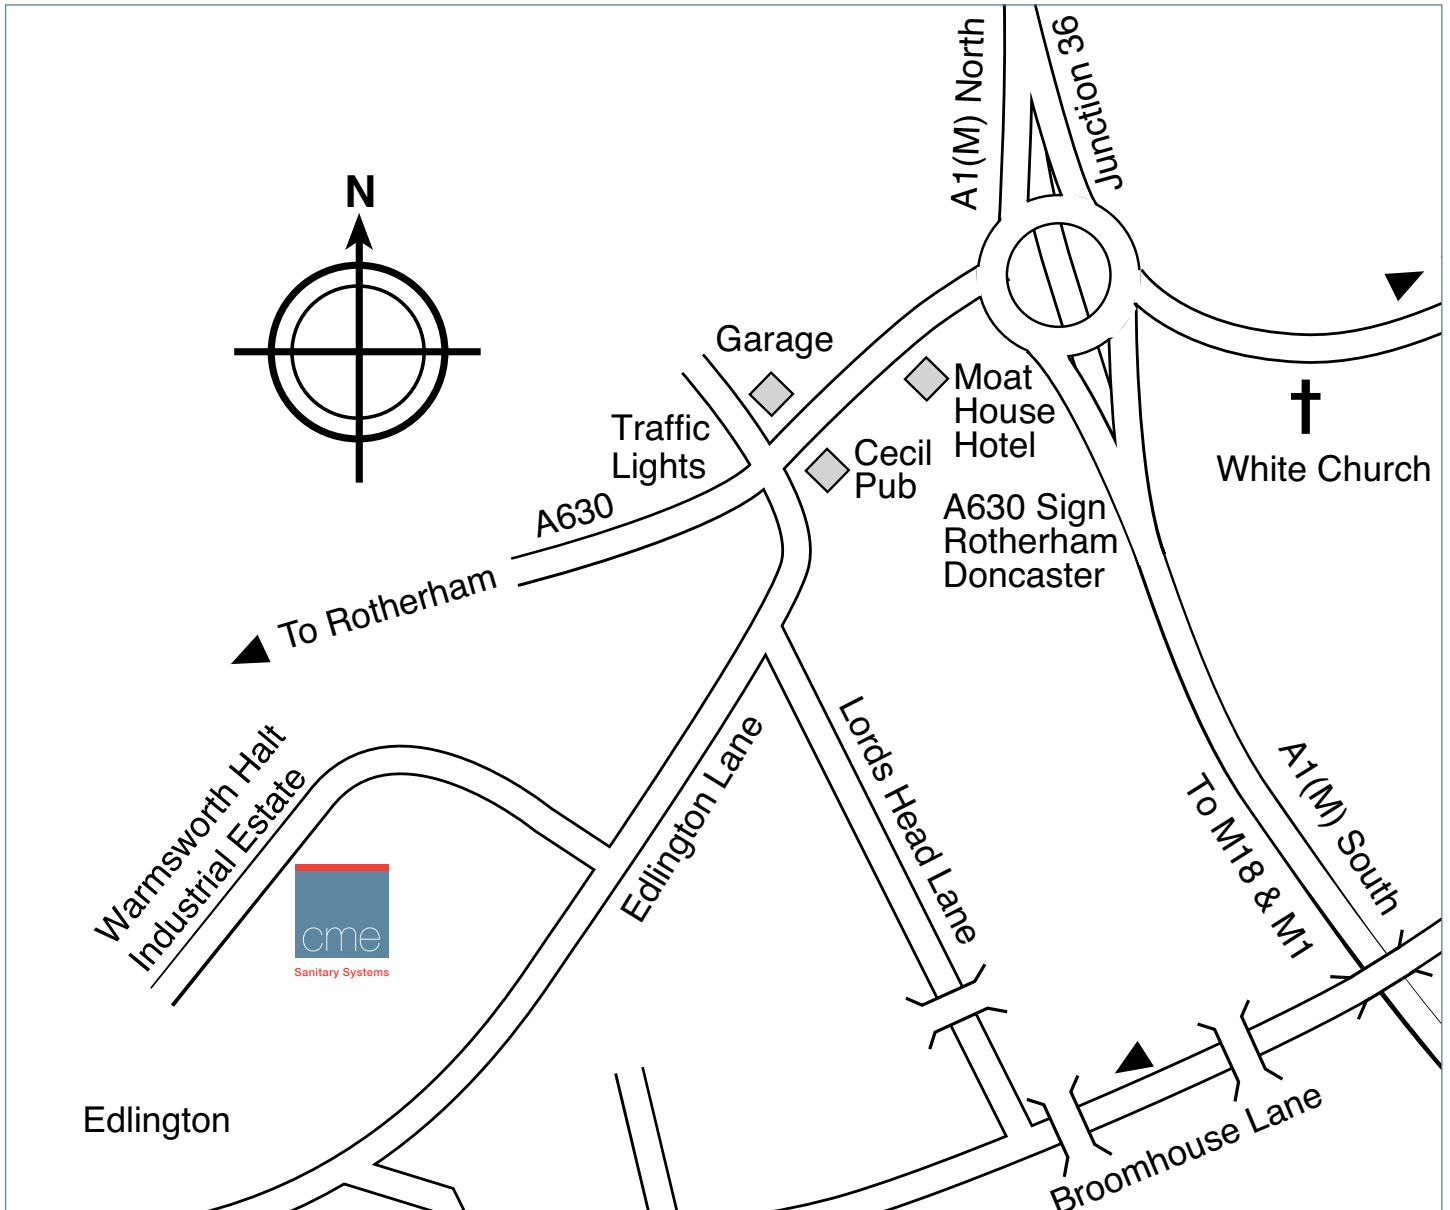 A1(M) North
Junction 36
N
Garage
Moat
House
Hotel
Traffic
Lights
Cecil
Pub
White Church
A630
A630 Sign
Rotherham
Doncaster
To Rotherham
Warmsworth Halt
Industrial Estate
Edlington Lane
Lords Head Lane
A1(M) South
To M18 & M1
cme
Sanitary Systems
Edlington
Broomhouse Lane